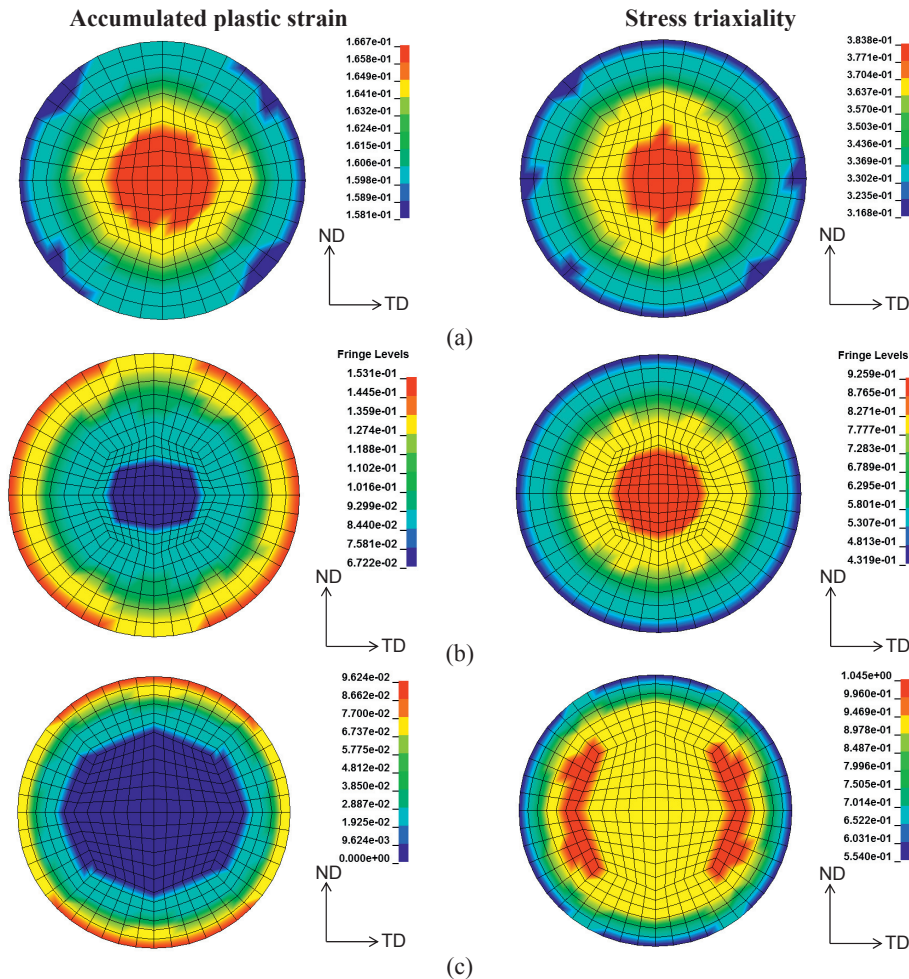 Accumulated plastic strain
Stress triaxiality
1.667e-01
1.658e-01
1.649e-01
1.641e-01
1.632e-01
1.624e-01
1.615e-01
1.606e-01
1.598e-01
1.589e-01
1.581e-01
ND
TD
3.838e-01
3.771e-01
3.704e-01
3.637e-01
3.570e-01
3.503e-01
3.436e-01
3.369e-01
3.302e-01
3.235e-01
3.168e-01
ND
TD
(a)
Fringe Levels
1.531e-01
1.445e-01
1.359e-01
1.274e-01
1.188e-01
1.102e-01
1.016e-01
9.299e-02
8.440e-02
7.581e-02
6.722e-02
ND
TD
Fringe Levels
9.259e-01
8.765e-01
8.271e-01
7.777e-01
7.283e-01
6.789e-01
6.295e-01
5.801e-01
5.307e-01
4.813e-01
4.319e-01
ND
TD
(b)
9.624e-02
8.662e-02
7.700e-02
6.737e-02
5.775e-02
4.812e-02
3.850e-02
2.887e-02
1.925e-02
9.624e-03
0.000e+00
ND
TD
1.045e+00
9.960e-01
9.469e-01
8.978e-01
8.487e-01
7.996e-01
7.505e-01
7.014e-01
6.522e-01
6.031e-01
5.540e-01
ND
TD
(c)